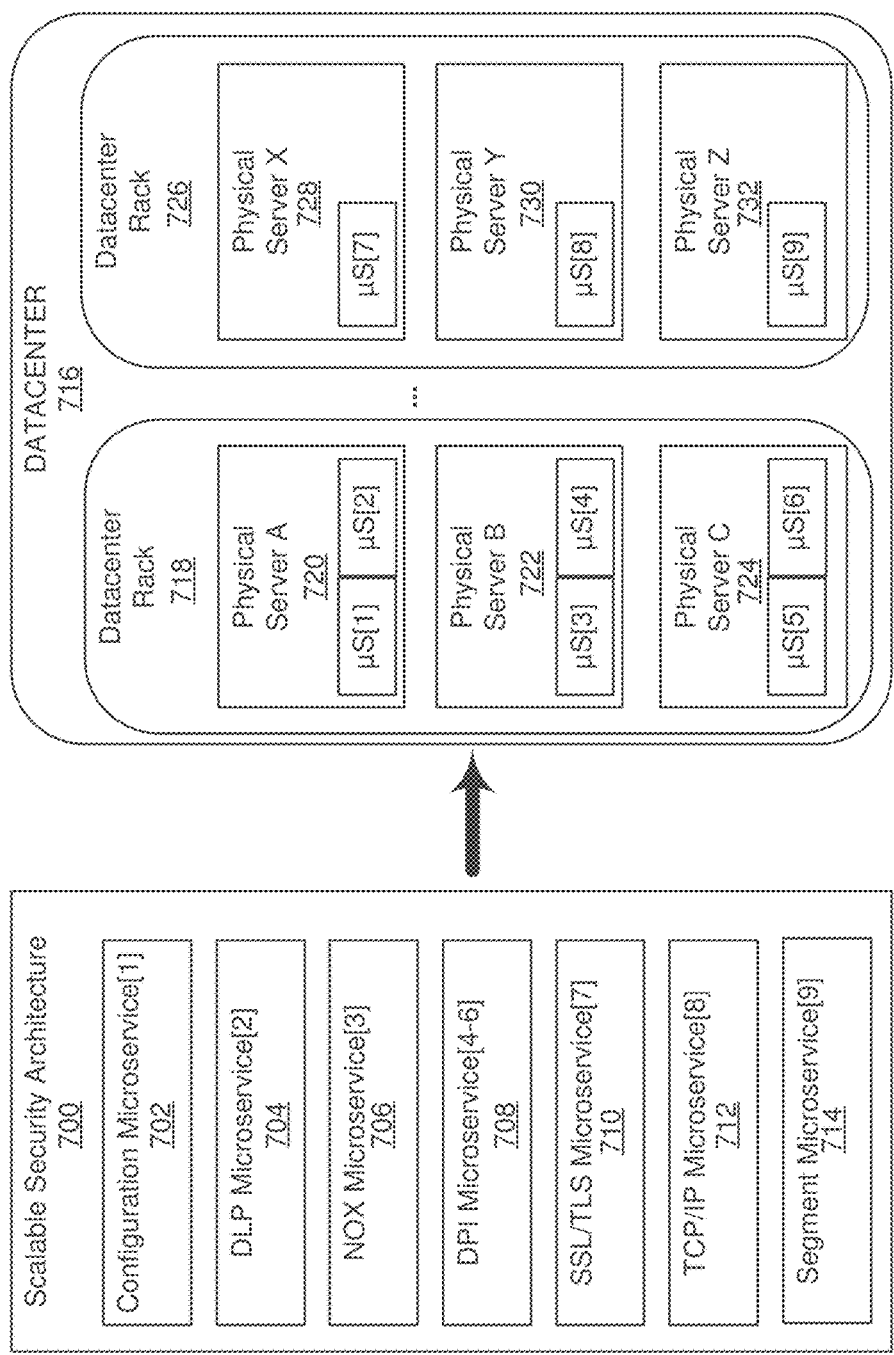 Scalable Security Architecture
700
Configuration Microservice[1]
702
DLP Microservice[2]
704
NOX Microservice[3]
706
DPI Microservice[4-6]
708
SSL/TLS Microservice[7]
710
TCP/IP Microservice[8]
712
Segment Microservice[9]
714
DATACENTER
716
Datacenter
Rack
718
Physical
Server A
720
µS[1]
µS[2]
Physical
Server B
722
µS[3]
µS[4]
Physical
Server C
724
µS[5]
µS[6]
...
Datacenter
Rack
726
Physical
Server X
728
µS[7]
Physical
Server Y
730
µS[8]
Physical
Server Z
732
µS[9]